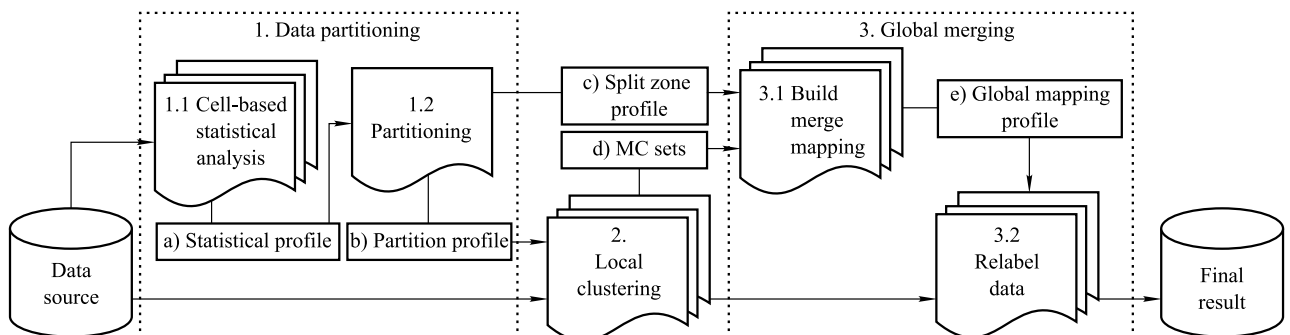 1. Data partitioning
3. Global merging
1.1 Cell-based
statistical
analysis
1.2
Partitioning
c) Split zone
profile
d) MC sets
3.1 Build
merge
mapping
e) Global mapping
profile
a) Statistical profile
b) Partition profile
Data
source
2.
Local
clustering
3.2
Relabel
data
Final
result